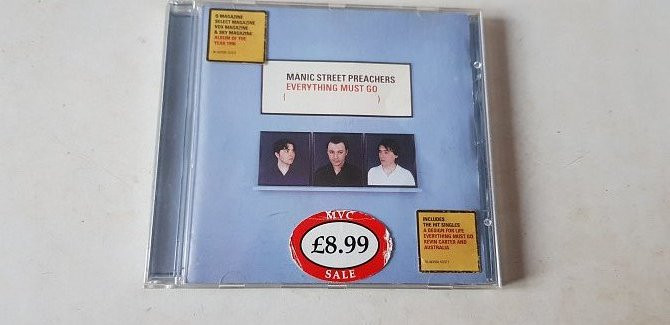 Q MAGAZINE
SELECT MAGAZINE
VOX MAGAZINE
& SKY MAGAZINE
ALBUM OF THE
YEAR 1996
MANIC STREET PREACHERS
EVERYTHING MUST GO
( )
MVC
£8.99
SALE
INCLUDES
THE HIT SINGLES
A DESIGN FOR LIFE
EVERYTHING MUST GO
KEVIN CARTER AND
AUSTRALIA